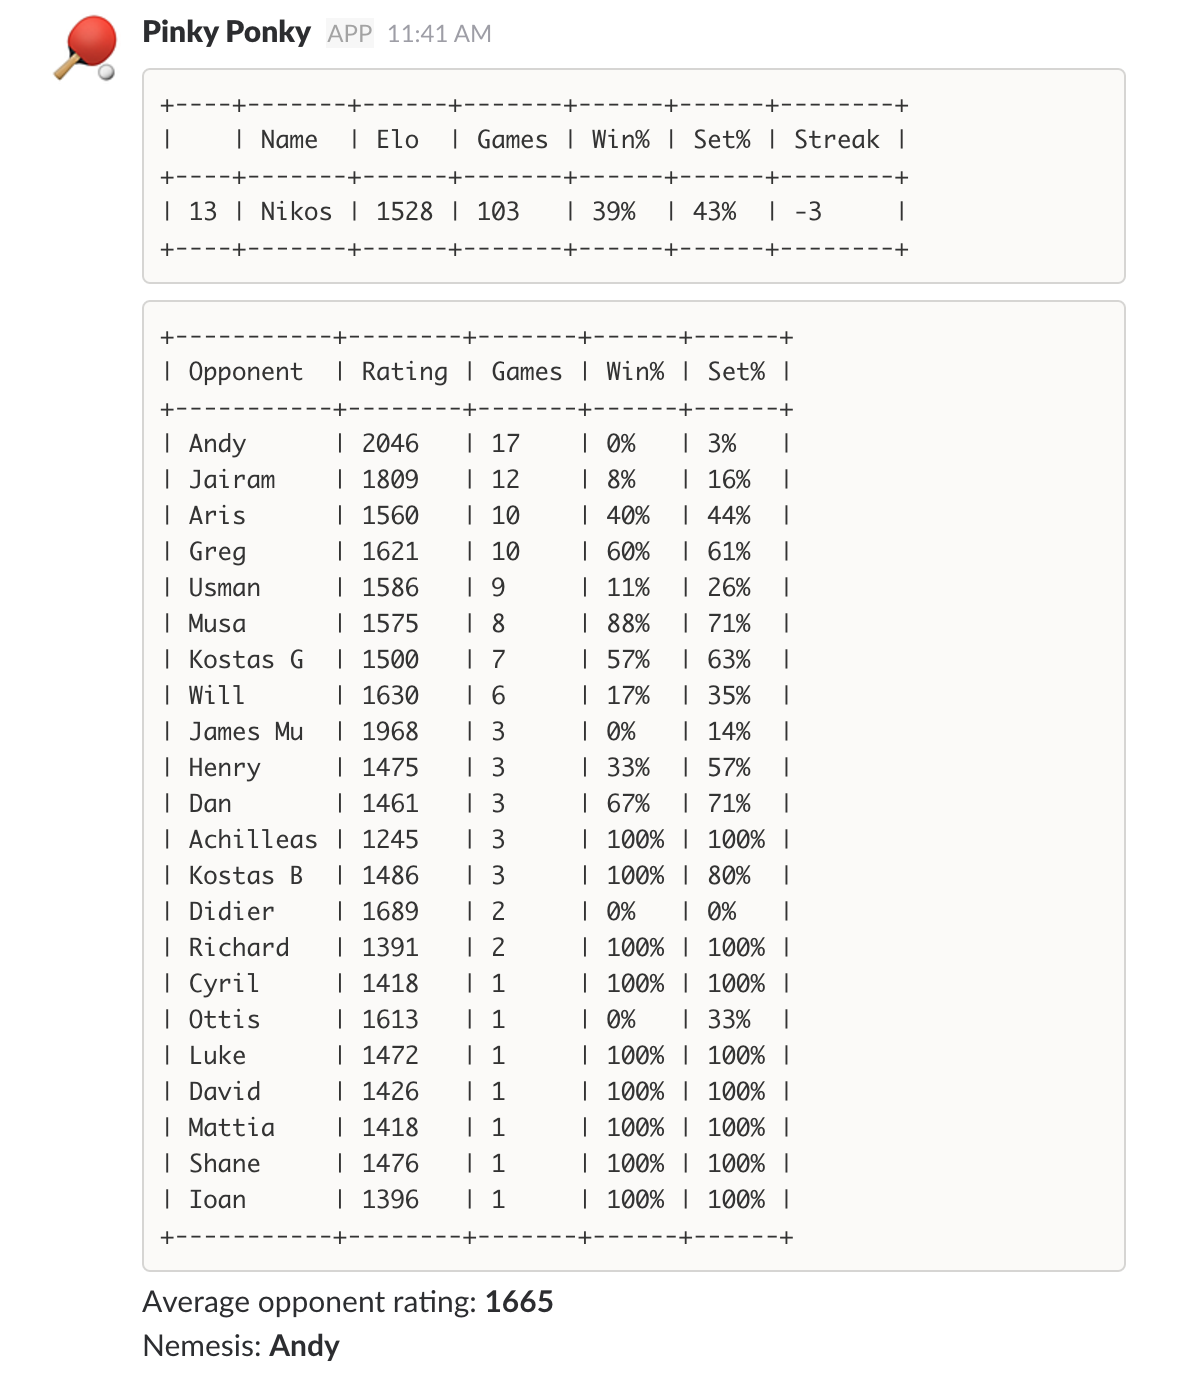 Pinky Ponky APP 11:41 AM
+----+-------+------+-------+------+------+--------+
|    | Name  | Elo  | Games | Win% | Set% | Streak |
+----+-------+------+-------+------+------+--------+
| 13 | Nikos | 1528 | 103   | 39%  | 43%  | -3     |
+----+-------+------+-------+------+------+--------+
+-----------+--------+-------+------+------+
| Opponent  | Rating | Games | Win% | Set% |
+-----------+--------+-------+------+------+
| Andy      | 2046   | 17    | 0%   | 3%   |
| Jairam    | 1809   | 12    | 8%   | 16%  |
| Aris      | 1560   | 10    | 40%  | 44%  |
| Greg      | 1621   | 10    | 60%  | 61%  |
| Usman     | 1586   | 9     | 11%  | 26%  |
| Musa      | 1575   | 8     | 88%  | 71%  |
| Kostas G  | 1500   | 7     | 57%  | 63%  |
| Will      | 1630   | 6     | 17%  | 35%  |
| James Mu  | 1968   | 3     | 0%   | 14%  |
| Henry     | 1475   | 3     | 33%  | 57%  |
| Dan       | 1461   | 3     | 67%  | 71%  |
| Achilleas | 1245   | 3     | 100% | 100% |
| Kostas B  | 1486   | 3     | 100% | 80%  |
| Didier    | 1689   | 2     | 0%   | 0%   |
| Richard   | 1391   | 2     | 100% | 100% |
| Cyril     | 1418   | 1     | 100% | 100% |
| Ottis     | 1613   | 1     | 0%   | 33%  |
| Luke      | 1472   | 1     | 100% | 100% |
| David     | 1426   | 1     | 100% | 100% |
| Mattia    | 1418   | 1     | 100% | 100% |
| Shane     | 1476   | 1     | 100% | 100% |
| Ioan      | 1396   | 1     | 100% | 100% |
+-----------+--------+-------+------+------+
Average opponent rating: 1665
Nemesis: Andy